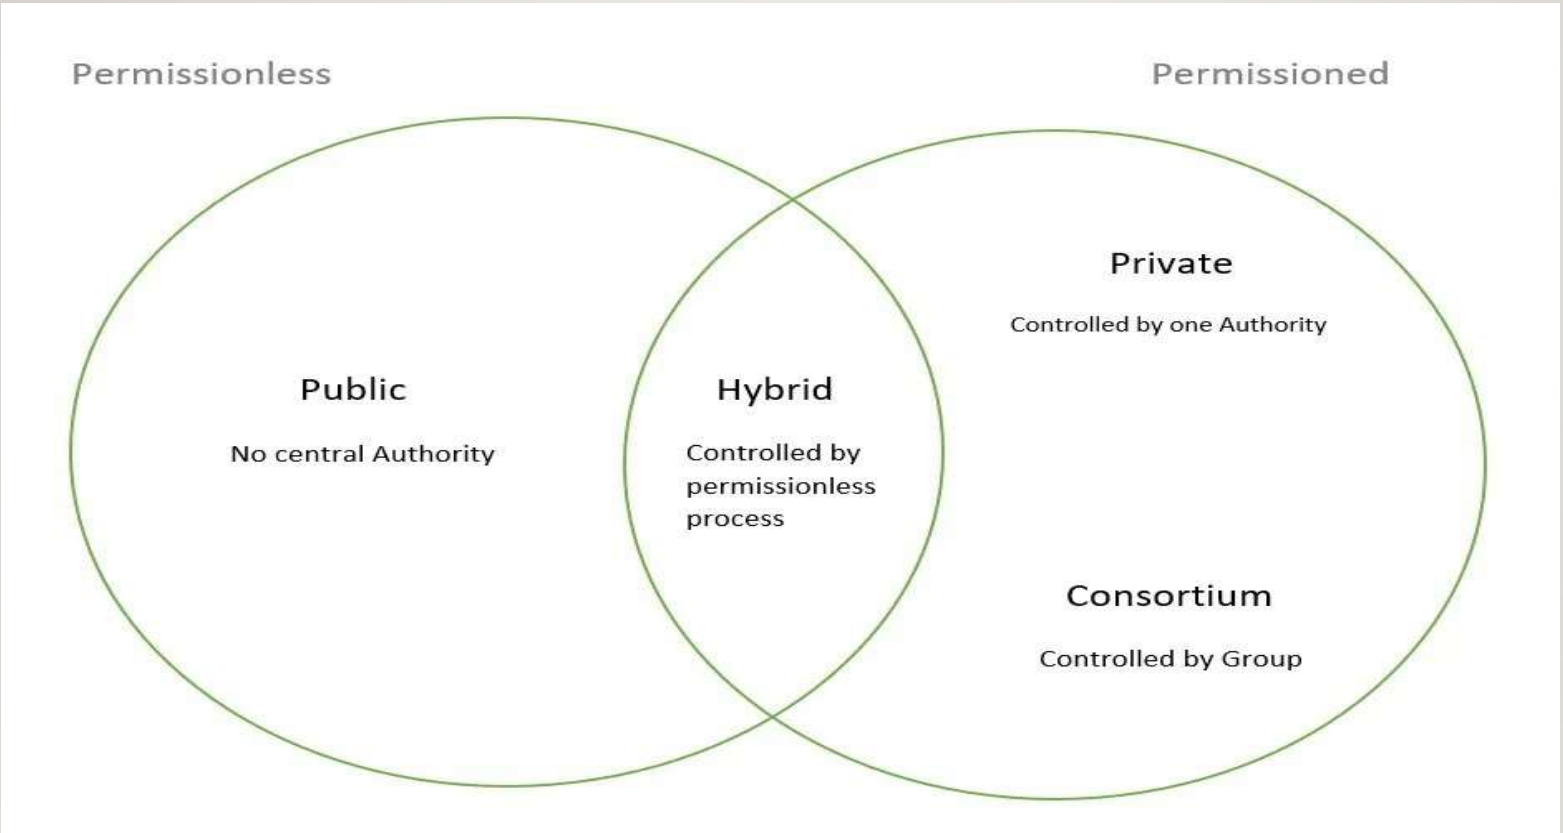 Permissionless
Permissioned
Public
No central Authority
Hybrid
Controlled by
permissionless
process
Private
Controlled by one Authority
Consortium
Controlled by Group